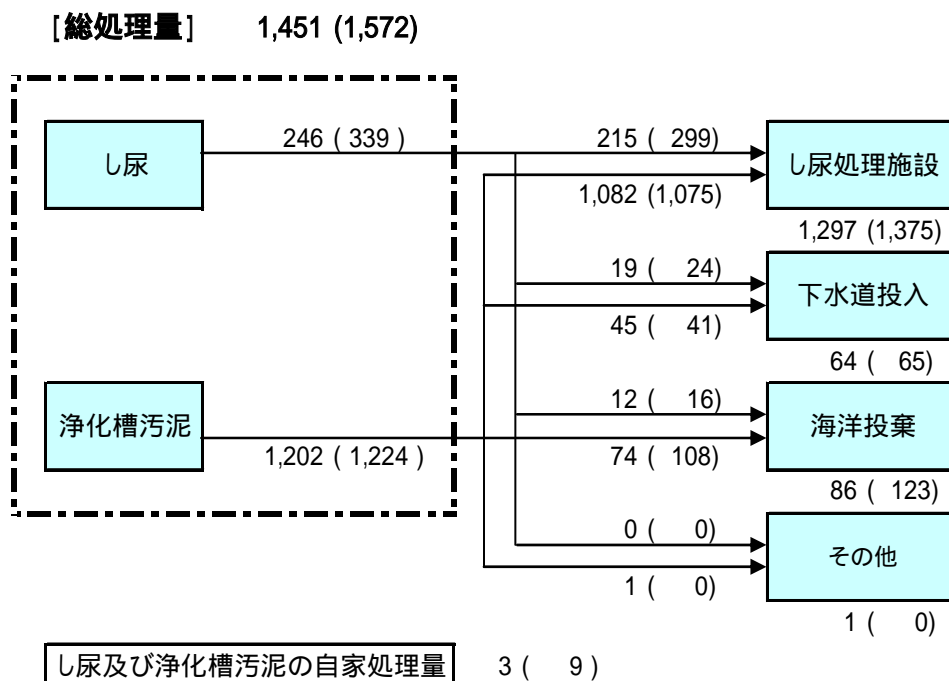 [総処理量] 1,451 (1,572)
し尿
246 ( 339 )
215 ( 299)
し尿処理施設
1,082 (1,075)
1,297 (1,375)
19 ( 24)
下水道投入
45 ( 41)
64 ( 65)
浄化槽汚泥
1,202 ( 1,224 )
12 ( 16)
海洋投棄
74 ( 108)
86 ( 123)
0 ( 0)
その他
1 ( 0)
1 ( 0)
し尿及び浄化槽汚泥の自家処理量 3 ( 9 )